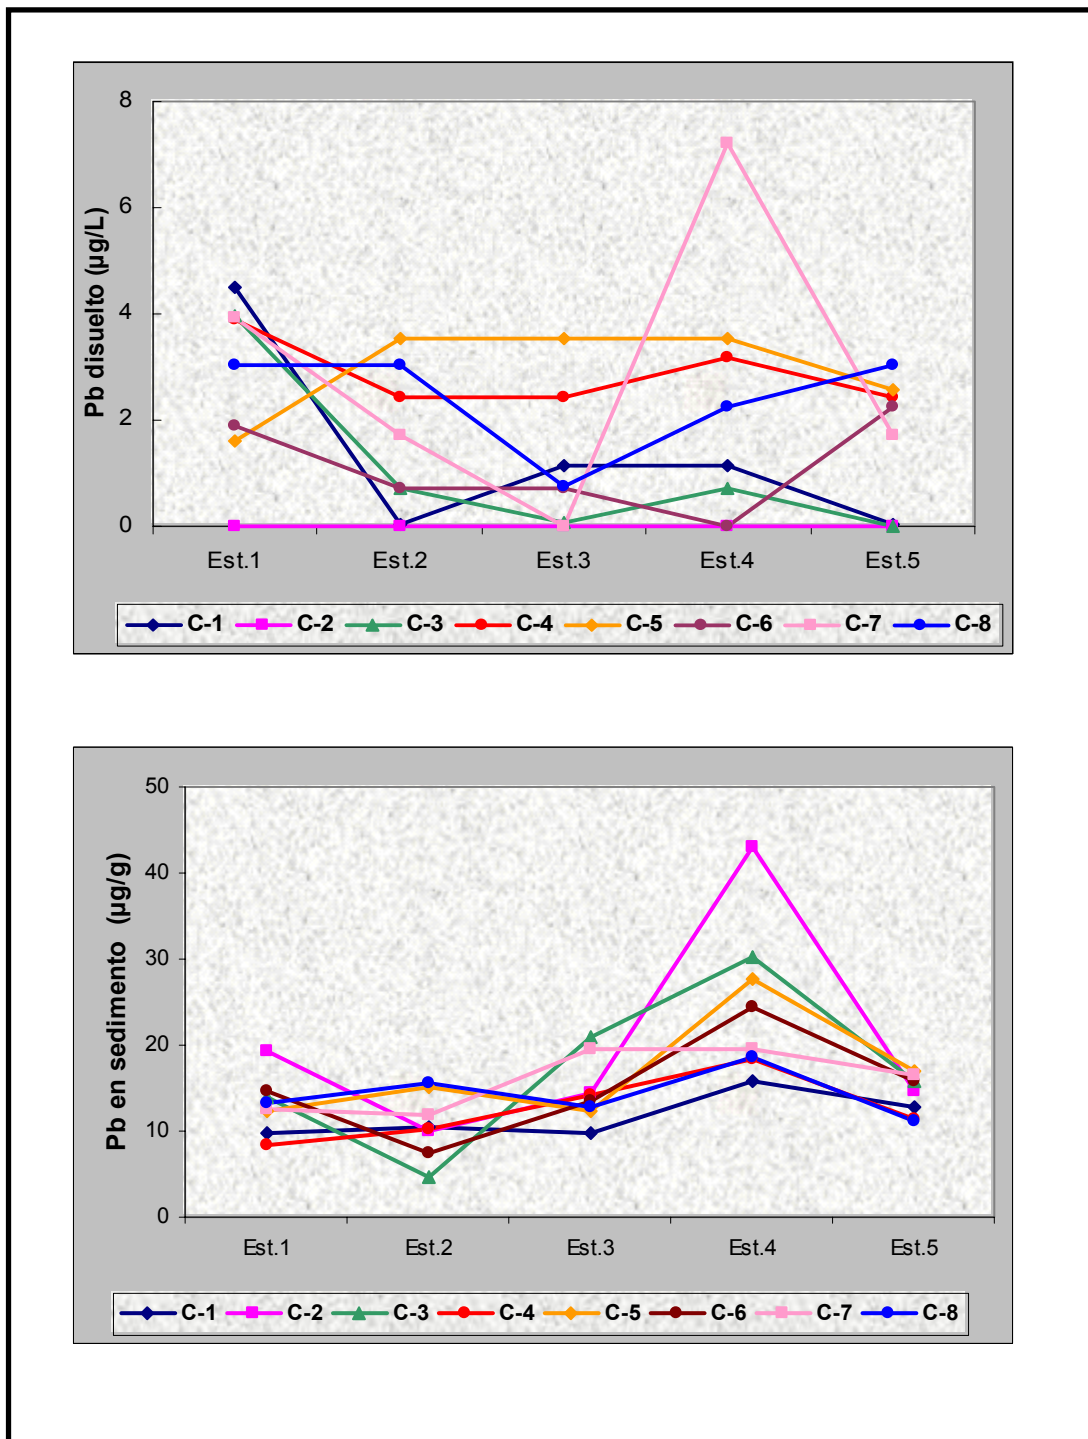 8
6
4
2
0
Pb disuelto (µg/L)
Est.1 Est.2 Est.3 Est.4 Est.5
C-1 C-2 C-3 C-4 C-5 C-6 C-7 C-8
50
40
30
20
10
0
Pb en sedimento (µg/g)
Est.1 Est.2 Est.3 Est.4 Est.5
C-1 C-2 C-3 C-4 C-5 C-6 C-7 C-8